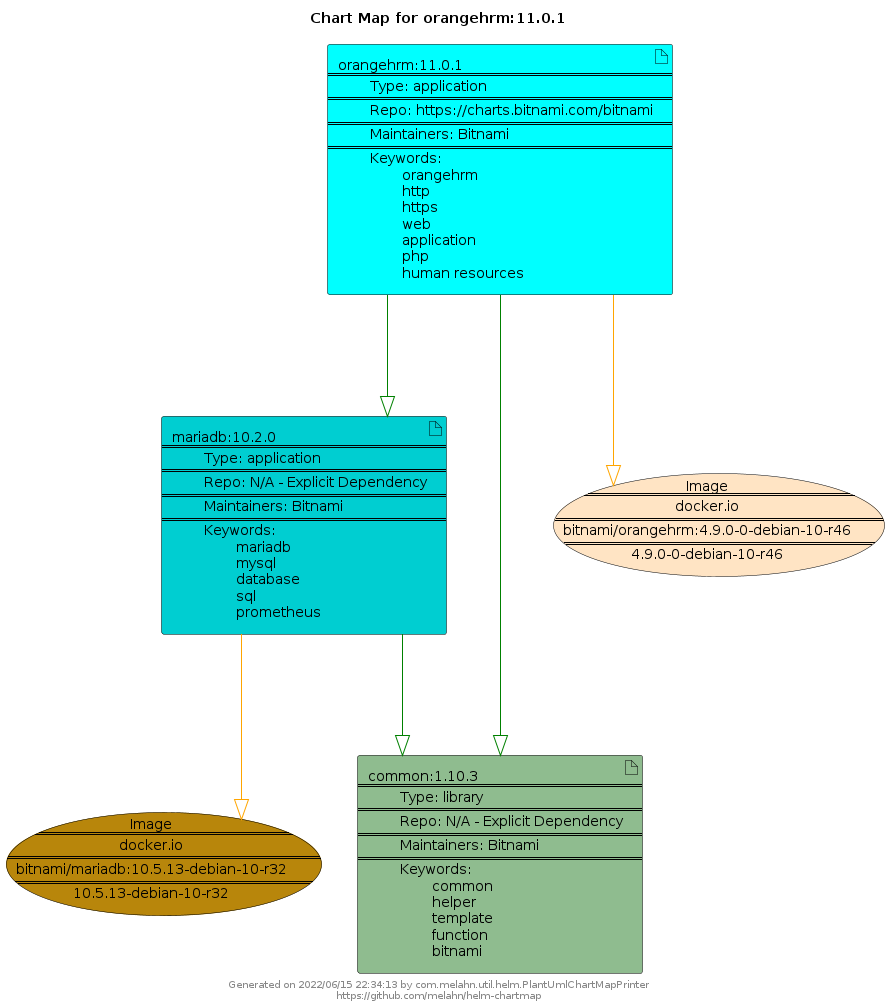 Chart Map for orangehrm:11.0.1
orangehrm:11.0.1
Type: application
Repo: https://charts.bitnami.com/bitnami
Maintainers: Bitnami
Keywords:
orangehrm
http
https
web
application
php
human resources
mariadb:10.2.0
Type: application
Repo: N/A - Explicit Dependency
Maintainers: Bitnami
Keywords:
mariadb
mysql
database
sql
prometheus
Image
docker.io
bitnami/orangehrm:4.9.0-0-debian-10-r46
4.9.0-0-debian-10-r46
common:1.10.3
Type: library
Repo: N/A - Explicit Dependency
Maintainers: Bitnami
Keywords:
common
helper
template
function
bitnami
Image
docker.io
bitnami/mariadb:10.5.13-debian-10-r32
10.5.13-debian-10-r32
Generated on 2022/06/15 22:34:13 by com.melahn.util.helm.PlantUmlChartMapPrinter
https://github.com/melahn/helm-chartmap